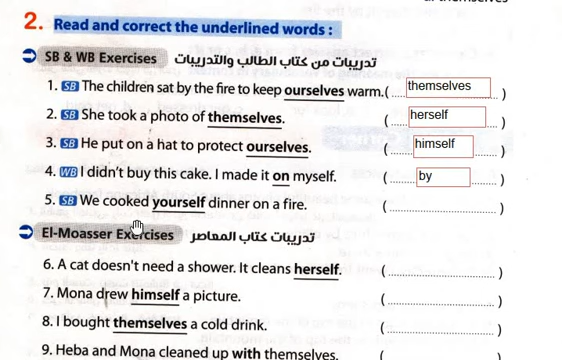 2. Read and correct the underlined words :
SB & WB Exercises تدريبات من كتاب الطالب والتدريبات
1. SB The children sat by the fire to keep ourselves warm.(...themselves...)
2. SB She took a photo of themselves. (...herself...)
3. SB He put on a hat to protect ourselves. (...himself...)
4. WB I didn't buy this cake. I made it on myself. (...by...)
5. SB We cooked yourself dinner on a fire. (...)
El-Moasser Exercises تدريبات كتاب المعاصر
6. A cat doesn't need a shower. It cleans herself. (...)
7. Mona drew himself a picture. (...)
8. I bought themselves a cold drink. (...)
9. Heba and Mona cleaned up with themselves.